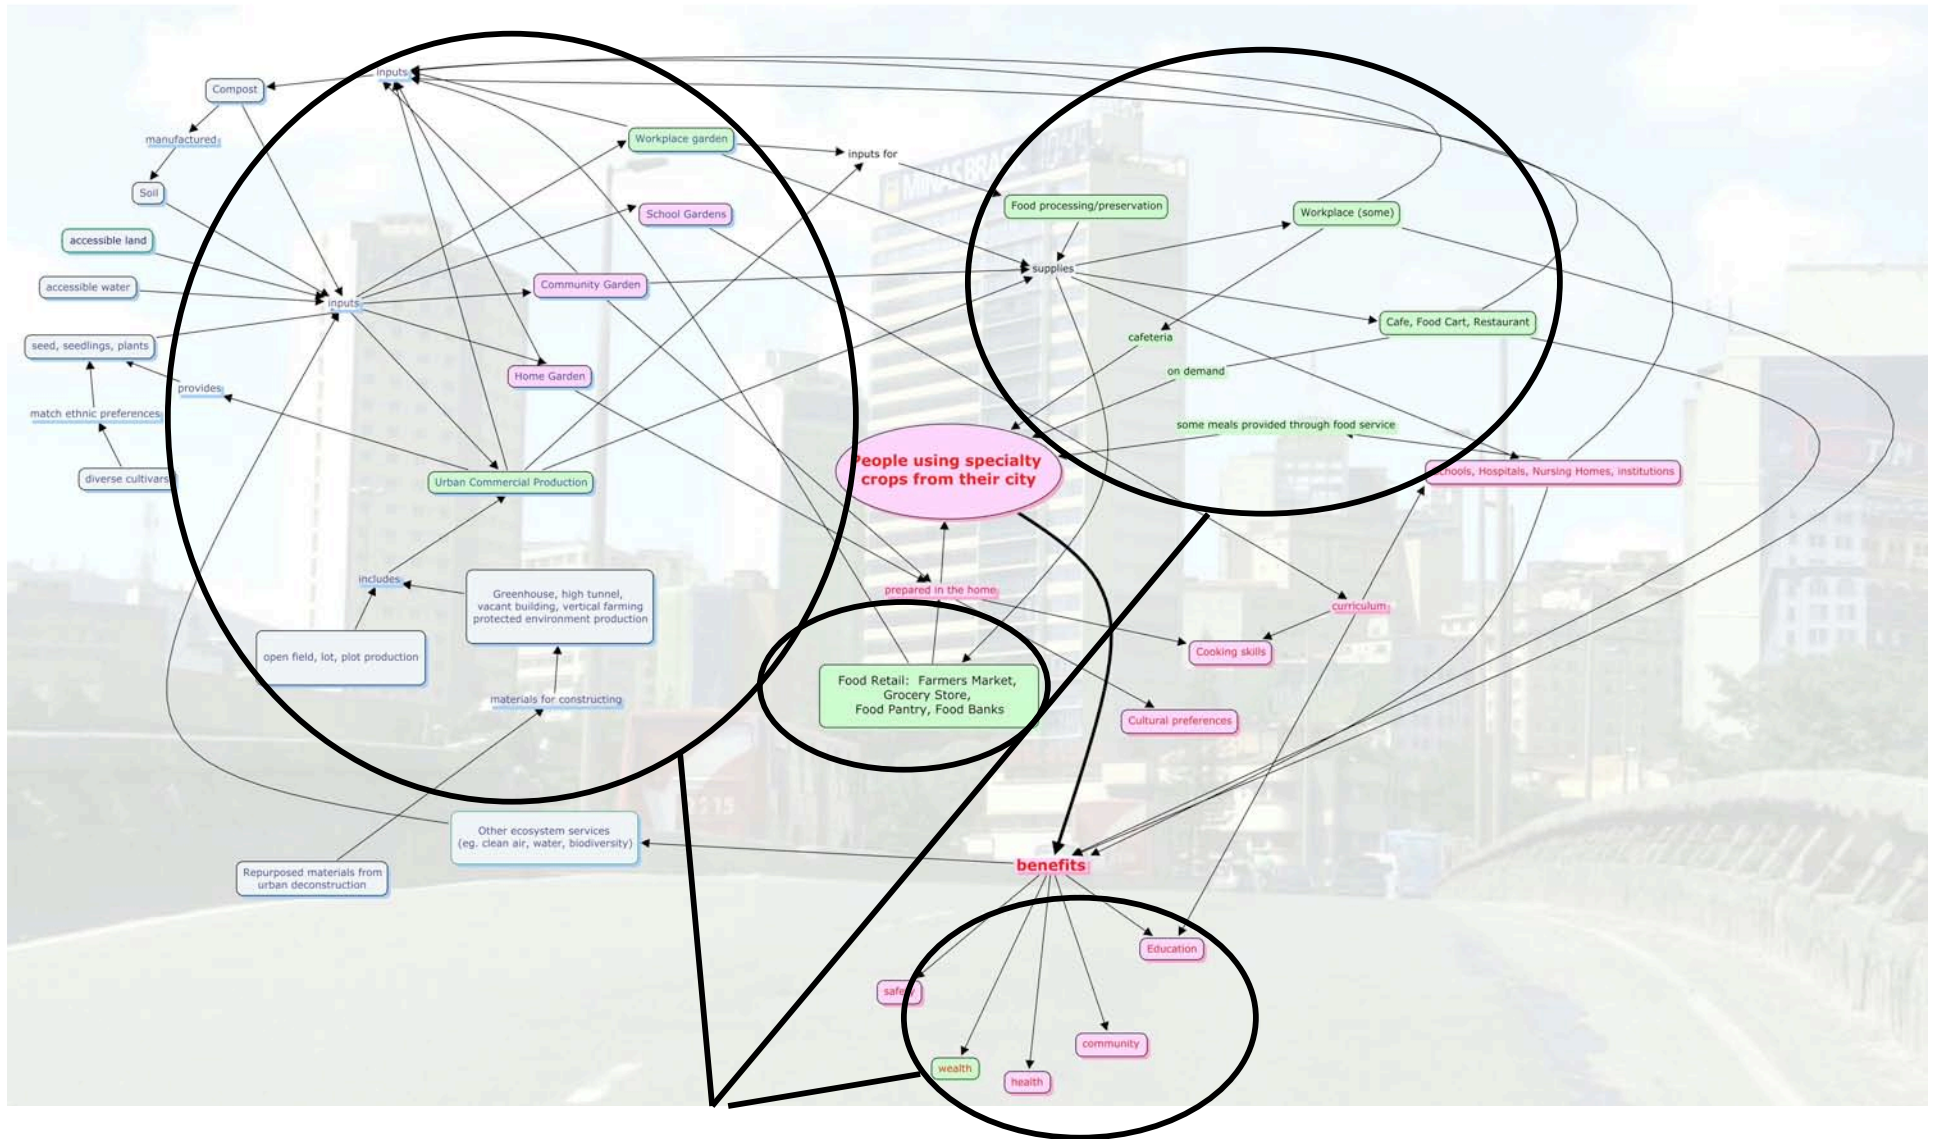 inputs
Compost
manufactured
Soil
accessible land
accessible water
inputs
seed, seedlings, plants
provides
match ethnic preferences
diverse cultivars
Workplace garden
School Gardens
Community Garden
Home Garden
Urban Commercial Production
includes
Greenhouse, high tunnel,
vacant building, vertical farming
protected environment production
open field, lot, plot production
materials for constructing
Other ecosystem services
(eg. clean air, water, biodiversity)
Repurposed materials from
urban deconstruction
inputs for
MINAS
Food processing/preservation
Workplace (some)
supplies
Cafe, Food Cart, Restaurant
cafeteria
on demand
some meals provided through food service
Schools, Hospitals, Nursing Homes, institutions
People using specialty
crops from their city
prepared in the home
curriculum
Cooking skills
Food Retail: Farmers Market,
Grocery Store,
Food Pantry, Food Banks
Cultural preferences
benefits
Education
safety
community
wealth
health